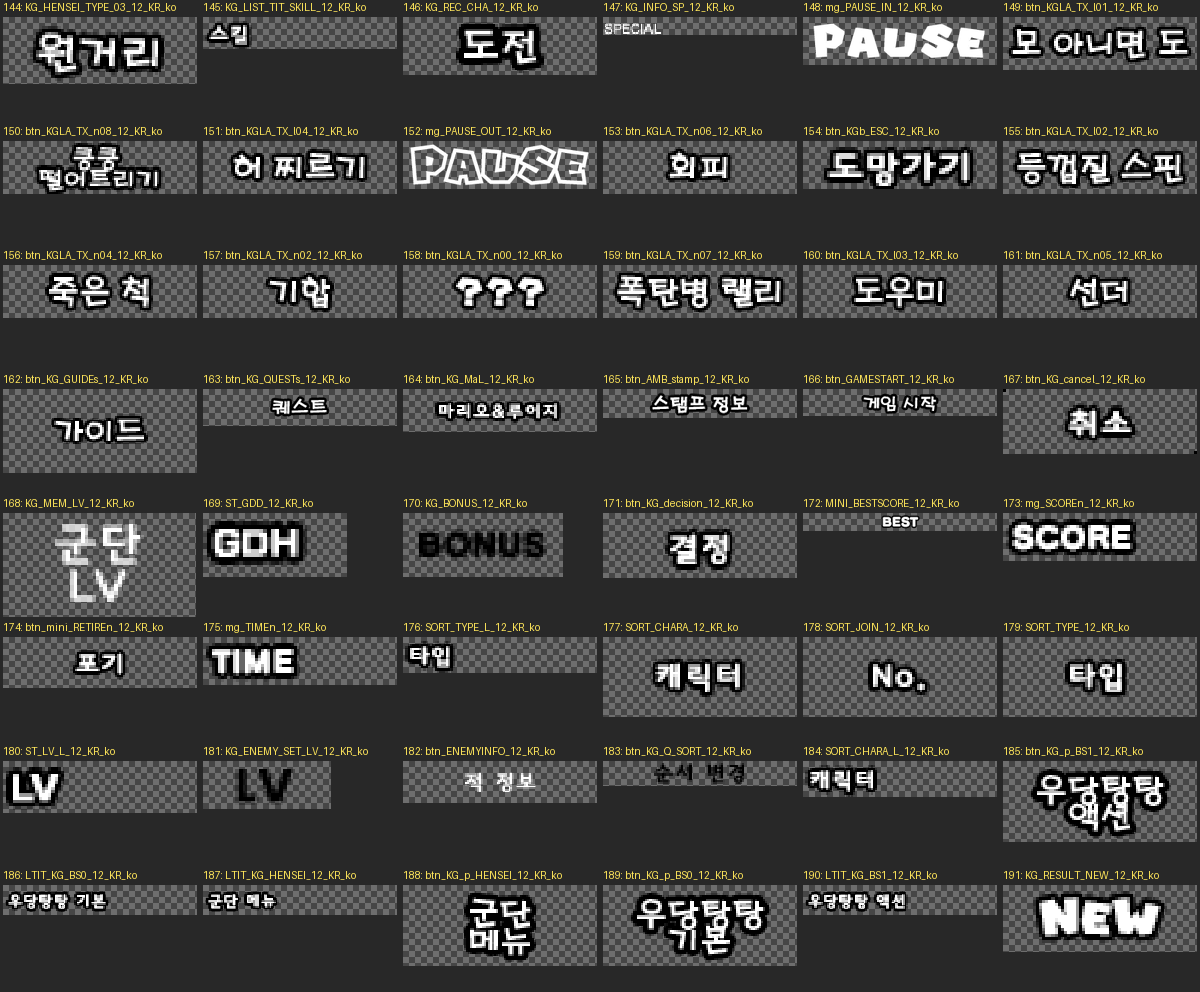 144: KG_HENSEI_TYPE_03_12_KR_ko
원거리
145: KG_LIST_TIT_SKILL_12_KR_ko
스킬
146: KG_REC_CHA_12_KR_ko
도전
147: KG_INFO_SP_12_KR_ko
SPECIAL
148: mg_PAUSE_IN_12_KR_ko
PAUSE
149: btn_KGLA_TX_l01_12_KR_ko
모 아니면 도
150: btn_KGLA_TX_n08_12_KR_ko
쿵쿵
떨어트리기
151: btn_KGLA_TX_l04_12_KR_ko
허 찌르기
152: mg_PAUSE_OUT_12_KR_ko
PAUSE
153: btn_KGLA_TX_n06_12_KR_ko
회피
154: btn_KGb_ESC_12_KR_ko
도망가기
155: btn_KGLA_TX_l02_12_KR_ko
등껍질 스핀
156: btn_KGLA_TX_n04_12_KR_ko
죽은 척
157: btn_KGLA_TX_n02_12_KR_ko
기합
158: btn_KGLA_TX_n00_12_KR_ko
???
159: btn_KGLA_TX_n07_12_KR_ko
폭탄병 랠리
160: btn_KGLA_TX_l03_12_KR_ko
도우미
161: btn_KGLA_TX_n05_12_KR_ko
선더
162: btn_KG_GUIDEs_12_KR_ko
가이드
163: btn_KG_QUESTs_12_KR_ko
퀘스트
164: btn_KG_MaL_12_KR_ko
마리오&루이지
165: btn_AMB_stamp_12_KR_ko
스탬프 정보
166: btn_GAMESTART_12_KR_ko
게임 시작
167: btn_KG_cancel_12_KR_ko
취소
168: KG_MEM_LV_12_KR_ko
군단
LV
169: ST_GDD_12_KR_ko
GDH
170: KG_BONUS_12_KR_ko
BONUS
171: btn_KG_decision_12_KR_ko
결정
172: MINI_BESTSCORE_12_KR_ko
BEST
173: mg_SCOREn_12_KR_ko
SCORE
174: btn_mini_RETIREn_12_KR_ko
포기
175: mg_TIMEn_12_KR_ko
TIME
176: SORT_TYPE_L_12_KR_ko
타입
177: SORT_CHARA_12_KR_ko
캐릭터
178: SORT_JOIN_12_KR_ko
No.
179: SORT_TYPE_12_KR_ko
타입
180: ST_LV_L_12_KR_ko
LV
181: KG_ENEMY_SET_LV_12_KR_ko
LV
182: btn_ENEMYINFO_12_KR_ko
적 정보
183: btn_KG_Q_SORT_12_KR_ko
순서 변경
184: SORT_CHARA_L_12_KR_ko
캐릭터
185: btn_KG_p_BS1_12_KR_ko
우당탕탕
액션
186: LTIT_KG_BS0_12_KR_ko
우당탕탕 기본
187: LTIT_KG_HENSEI_12_KR_ko
군단 메뉴
188: btn_KG_p_HENSEI_12_KR_ko
군단
메뉴
189: btn_KG_p_BS0_12_KR_ko
우당탕탕
기본
190: LTIT_KG_BS1_12_KR_ko
우당탕탕 액션
191: KG_RESULT_NEW_12_KR_ko
NEW